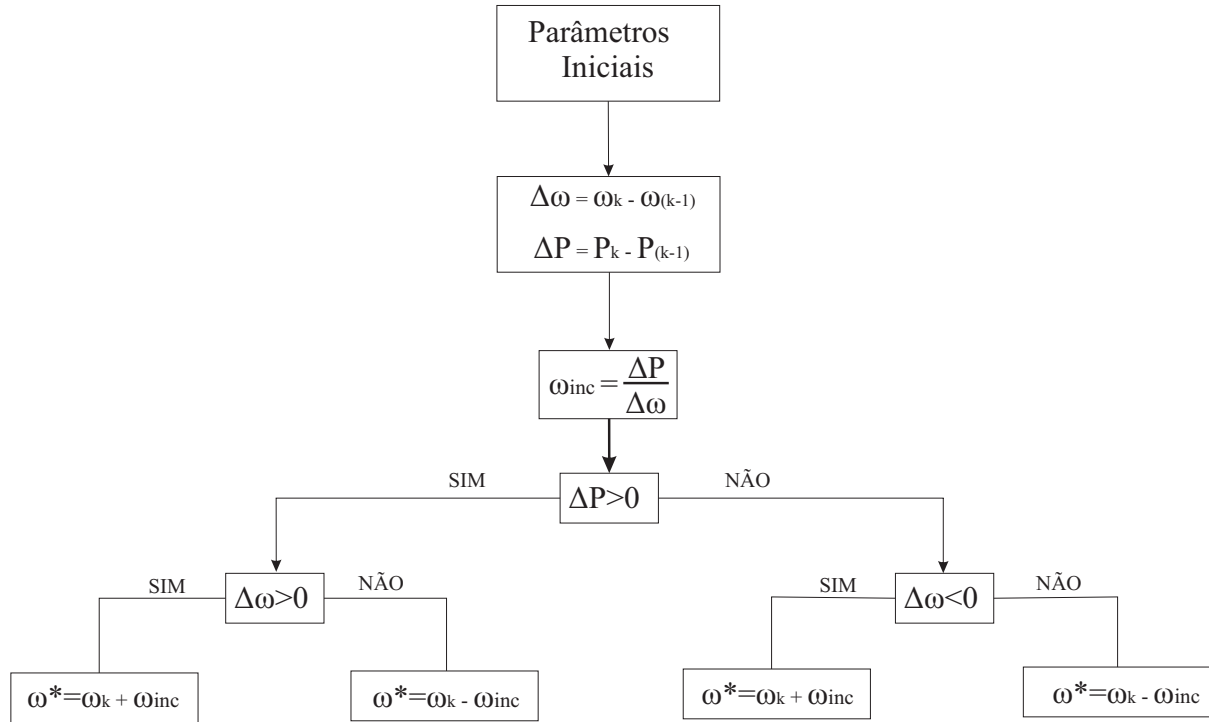 Parâmetros
Iniciais
Δω = ωk - ω(k-1)
ΔP = Pk - P(k-1)
ωinc = ΔP/Δω
SIM
NÃO
ΔP>0
SIM
NÃO
SIM
NÃO
Δω>0
Δω<0
ω*=ωk + ωinc
ω*=ωk - ωinc
ω*=ωk + ωinc
ω*=ωk - ωinc